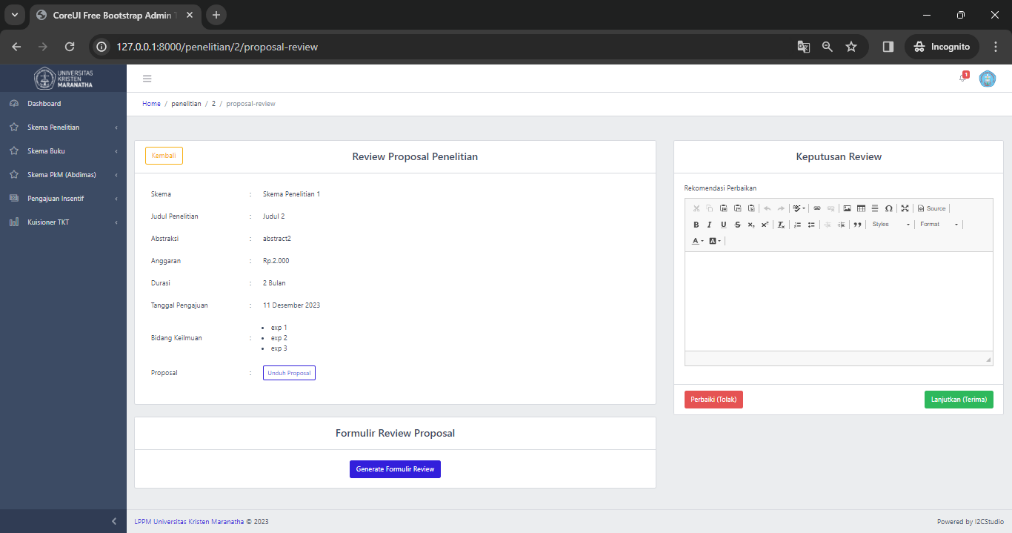 CoreUI Free Bootstrap Admin T
127.0.0.1:8000/penelitian/2/proposal-review
Incognito
UNIVERSITAS
KRISTEN
MARANATHA
1
Dashboard
Skema Penelitian
Skema Buku
Skema PkM (Abdimas)
Pengajuan Insentif
Kuisioner TKT
Home / penelitian / 2 / proposal-review
Kembali
Review Proposal Penelitian
Skema : Skema Penelitian 1
Judul Penelitian : Judul 2
Abstraksi : abstract2
Anggaran : Rp.2.000
Durasi : 2 Bulan
Tanggal Pengajuan : 11 Desember 2023
Bidang Keilmuan :
• exp 1
• exp 2
• exp 3
Proposal : Unduh Proposal
Formulir Review Proposal
Generate Formulir Review
Keputusan Review
Rekomendasi Perbaikan
Source
B I U S x₂ x² Ix
Styles Format
A A
Perbaiki (Tolak)
Lanjutkan (Terima)
LPPM Universitas Kristen Maranatha © 2023
Powered by I2CStudio